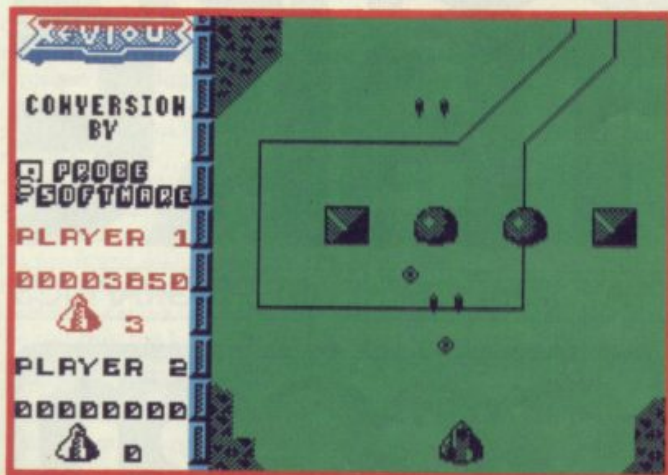 XEVIOUS
CONVERSION
BY
PROBE
SOFTWARE
PLAYER 1
00003850
3
PLAYER 2
00000000
0